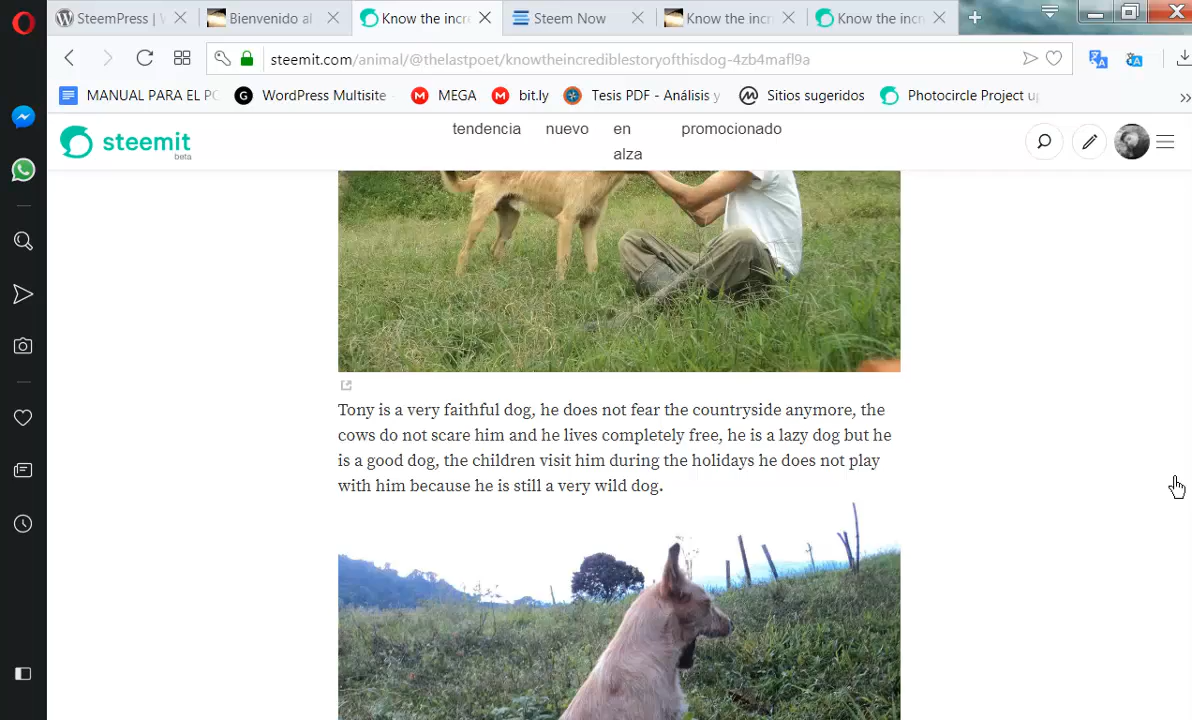 SteemPress |
Bienvenido al
Know the incre
Steem Now
Know the incr
Know the incre
steemit.com/animal/@thelastpoet/knowtheincrediblestoryofthisdog-4zb4mafl9a
MANUAL PARA EL PO
WordPress Multisite
MEGA
bit.ly
Tesis PDF - Análisis y
Sitios sugeridos
Photocircle Project up
steemit
beta
tendencia nuevo en promocionado
alza
Tony is a very faithful dog, he does not fear the countryside anymore, the
cows do not scare him and he lives completely free, he is a lazy dog but he
is a good dog, the children visit him during the holidays he does not play
with him because he is still a very wild dog.